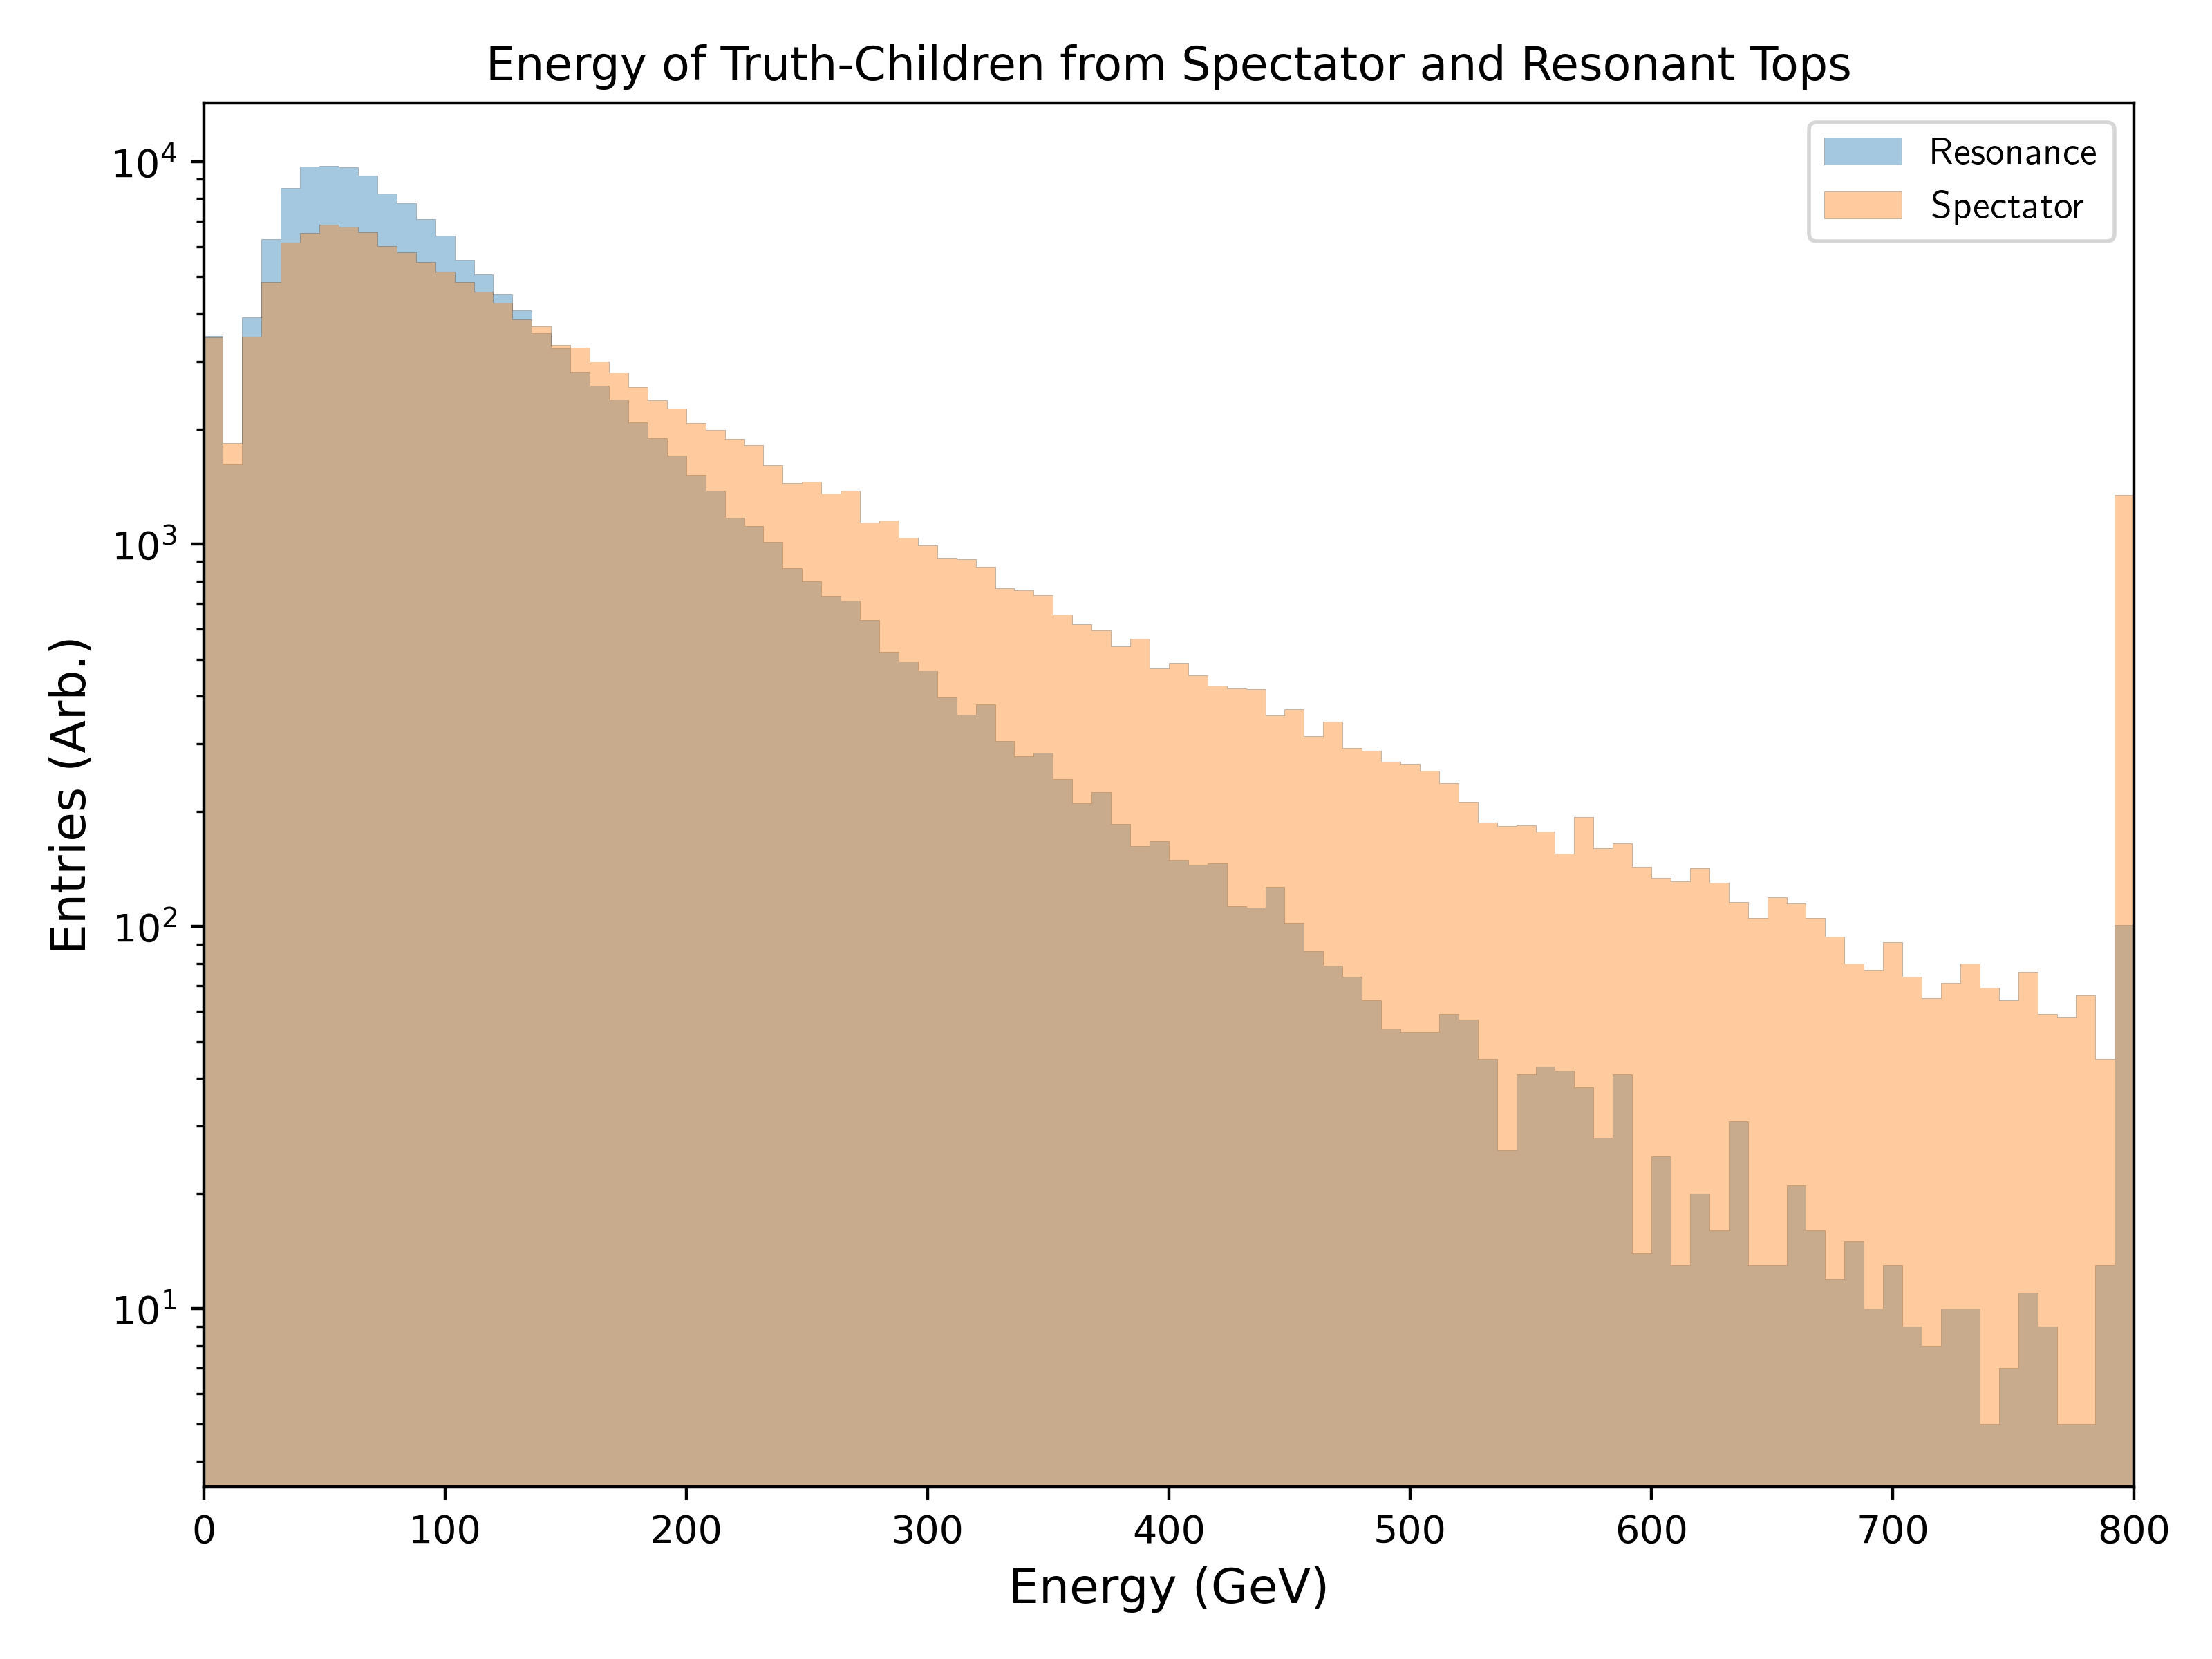 Energy of Truth-Children from Spectator and Resonant Tops
Resonance
Spectator
Entries (Arb.)
10⁴
10³
10²
10¹
0 100 200 300 400 500 600 700 800
Energy (GeV)